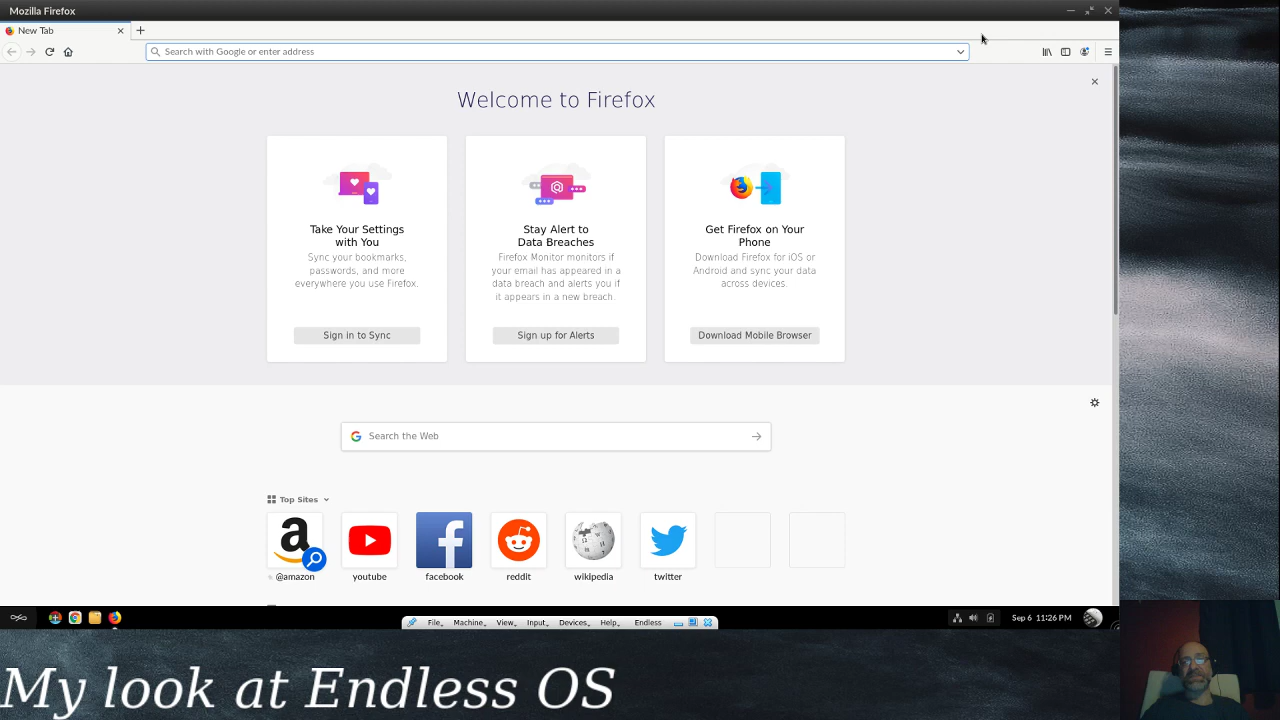 Mozilla Firefox
New Tab
Search with Google or enter address
Welcome to Firefox
Take Your Settings
with You
Sync your bookmarks,
passwords, and more
everywhere you use Firefox.
Sign in to Sync
Stay Alert to
Data Breaches
Firefox Monitor monitors if
your email has appeared in a
data breach and alerts you if
it appears in a new breach.
Sign up for Alerts
Get Firefox on Your
Phone
Download Firefox for iOS or
Android and sync your data
across devices.
Download Mobile Browser
Search the Web
Top Sites
@amazon
youtube
facebook
reddit
wikipedia
twitter
File Machine View Input Devices Help Endless
Sep 6 11:26 PM
My look at Endless OS